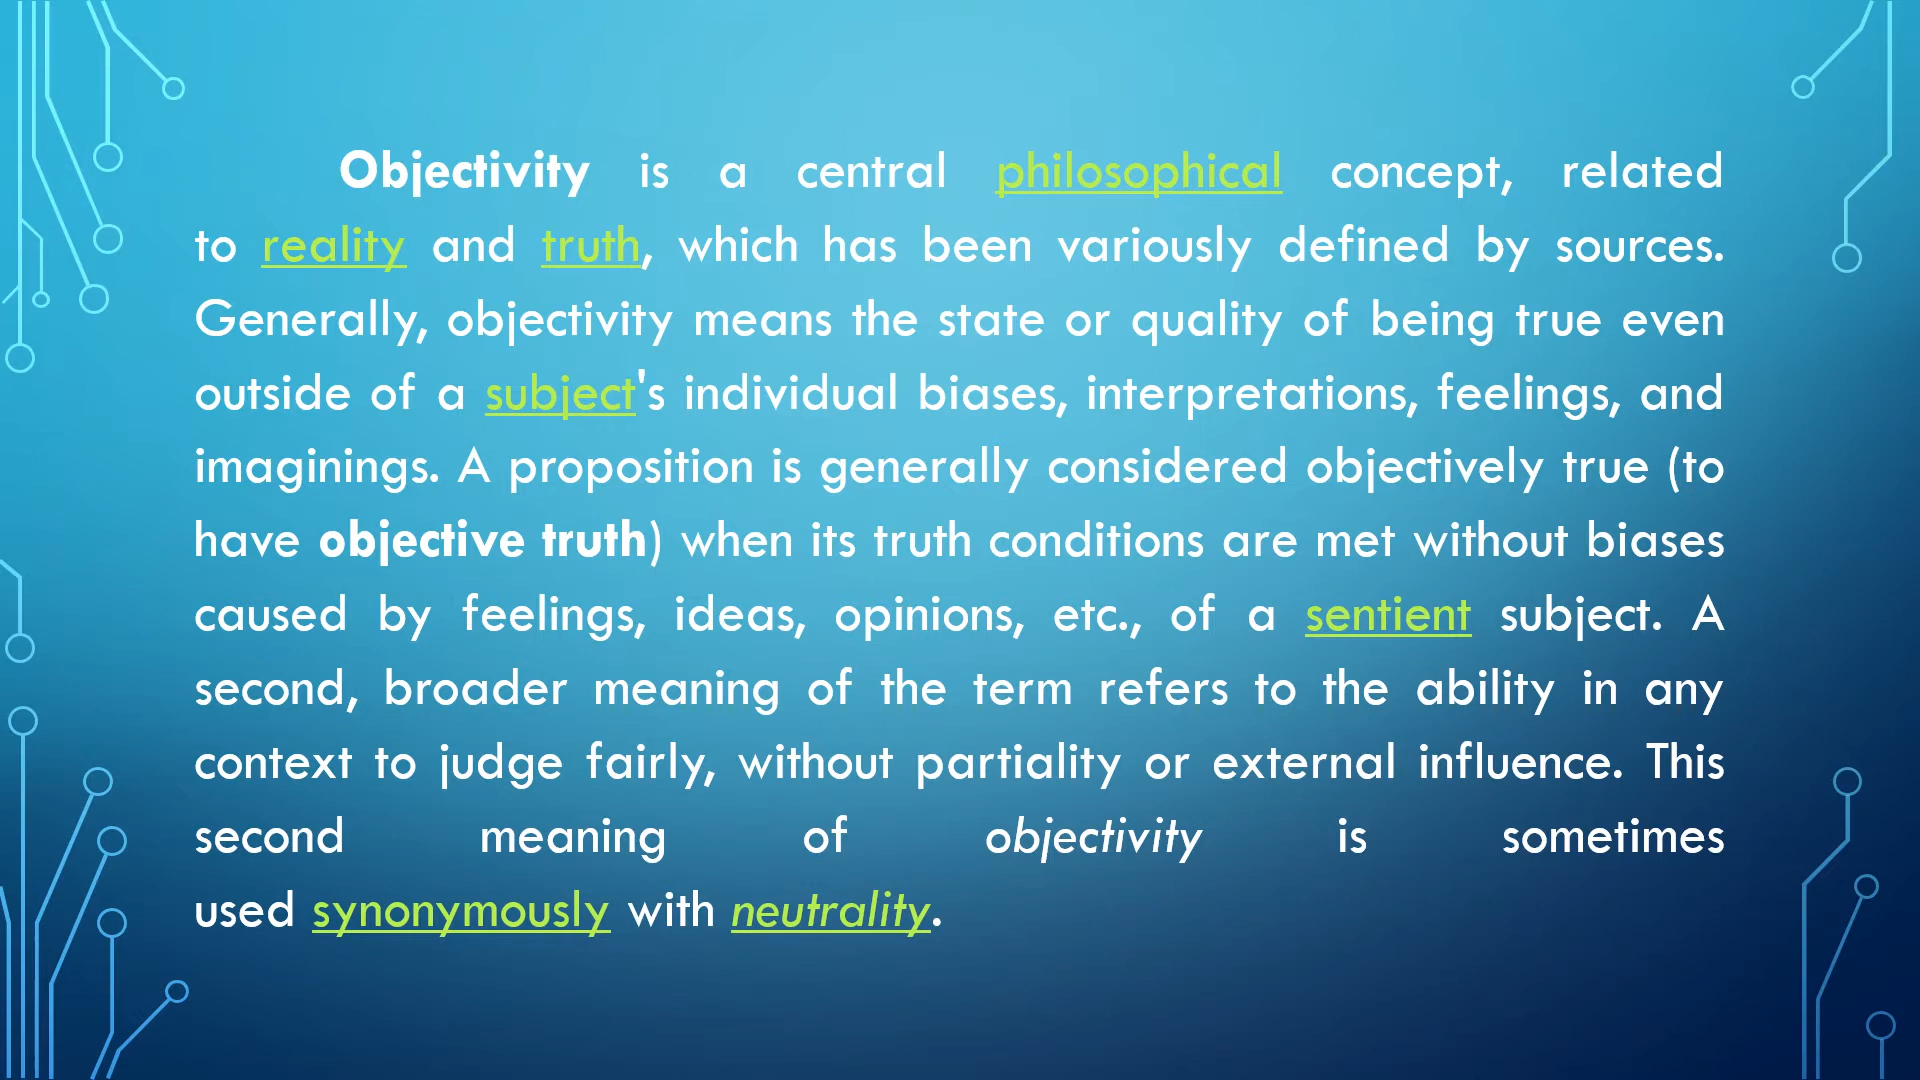 Objectivity is a central philosophical concept, related
to reality and truth, which has been variously defined by sources.
Generally, objectivity means the state or quality of being true even
outside of a subject's individual biases, interpretations, feelings, and
imaginings. A proposition is generally considered objectively true (to
have objective truth) when its truth conditions are met without biases
caused by feelings, ideas, opinions, etc., of a sentient subject. A
second, broader meaning of the term refers to the ability in any
context to judge fairly, without partiality or external influence. This
second meaning of objectivity is sometimes
used synonymously with neutrality.